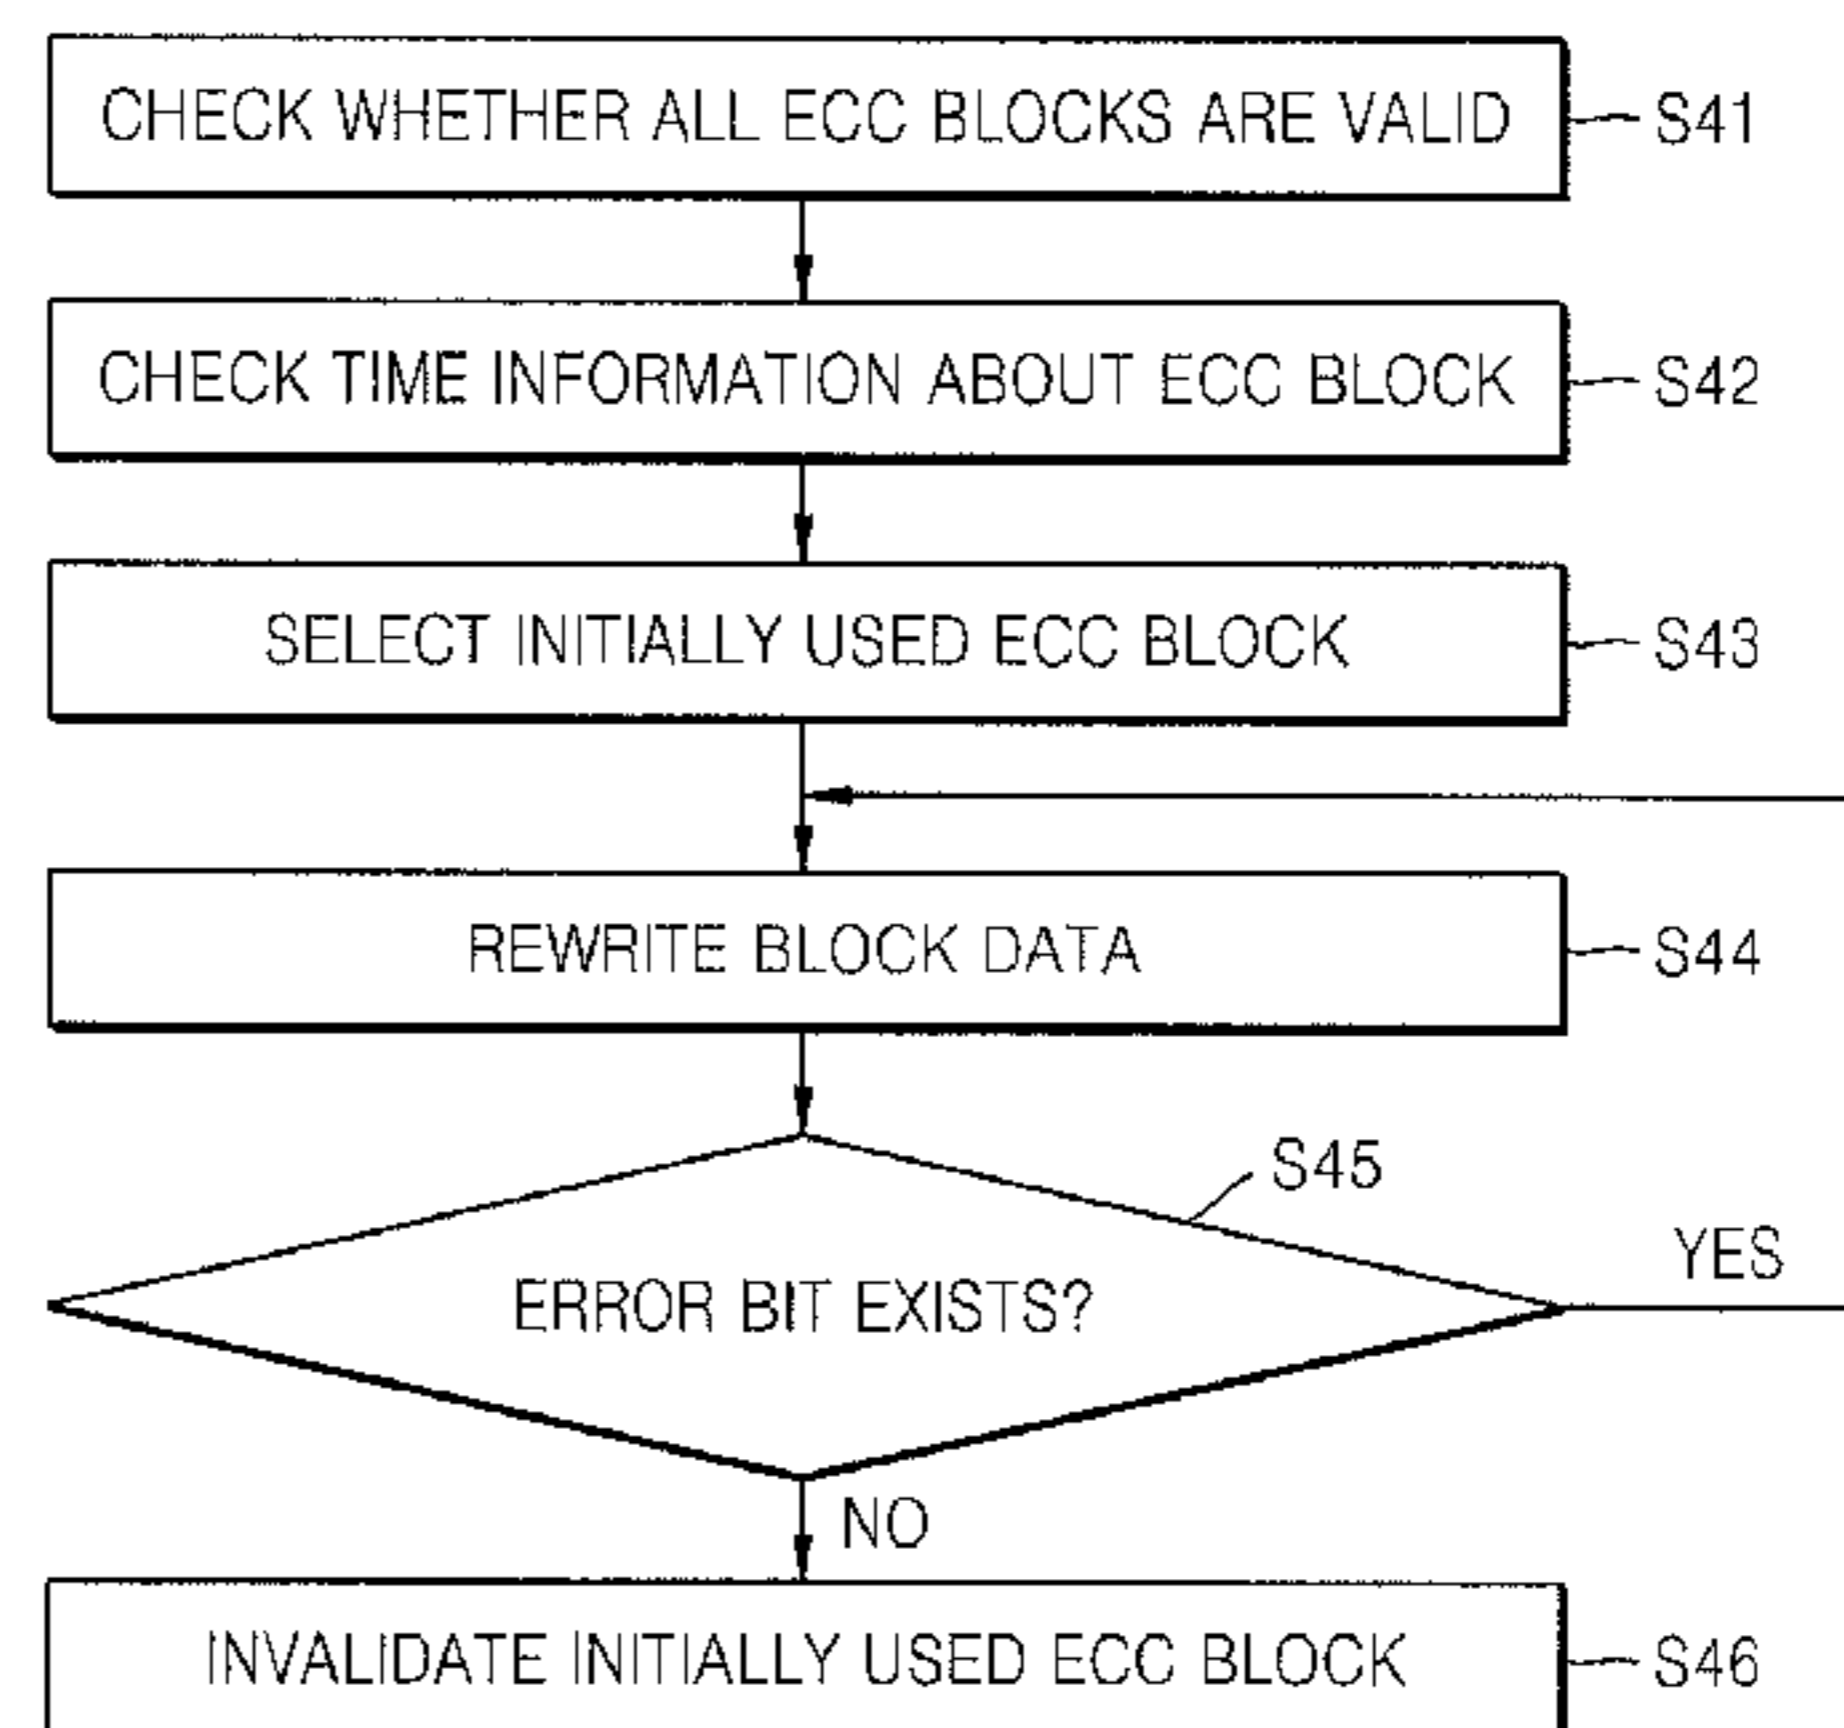 CHECK WHETHER ALL ECC BLOCKS ARE VALID S41
CHECK TIME INFORMATION ABOUT ECC BLOCK S42
SELECT INITIALLY USED ECC BLOCK S43
REWRITE BLOCK DATA S44
S45
ERROR BIT EXISTS? YES
NO
INVALIDATE INITIALLY USED ECC BLOCK S46